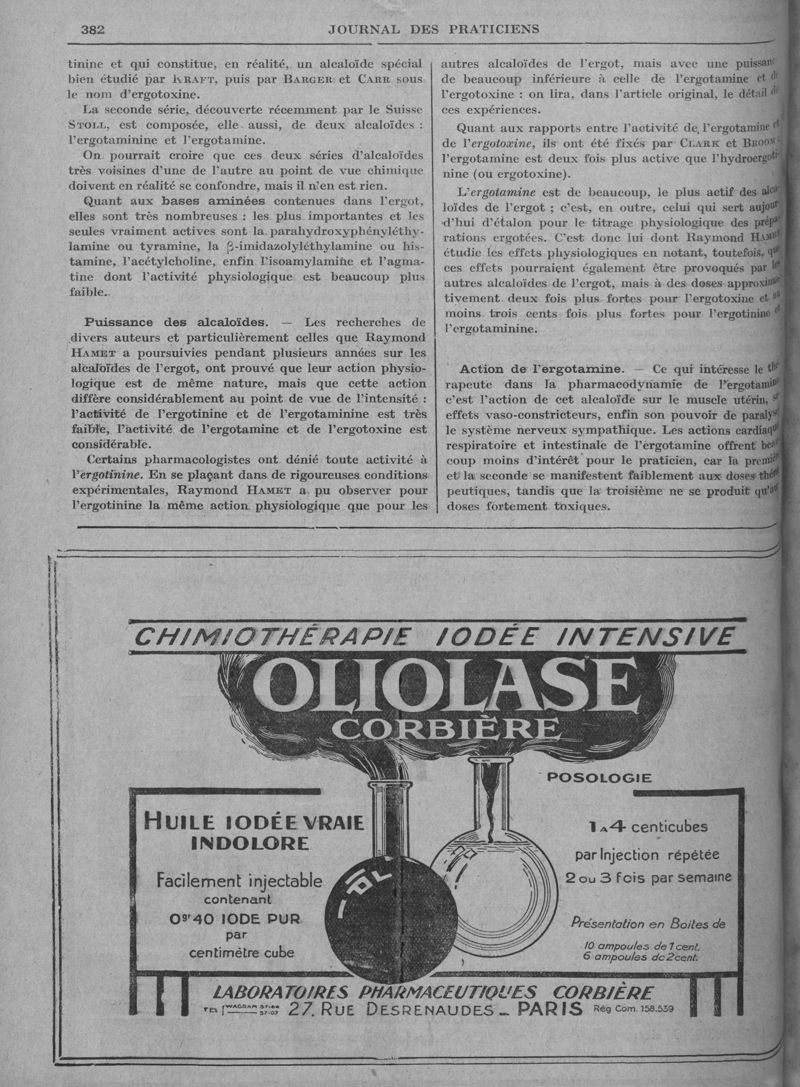 382
JOURNAL DES PRATICIENS
tinine et qui constitue, en réalité, un alcaloïde spécial
bien étudié par KRAFT, puis par BARGER et CARR sous
le nom d'ergotoxine.
La seconde série, découverte récemment par le Suisse
STOLL, est composée, elle aussi, de deux alcaloïdes :
l'ergotaminine et l'ergotamine.
On pourrait croire que ces deux séries d'alcaloïdes
très voisines d'une de l'autre au point de vue chimique
doivent en réalité se confondre, mais il n'en est rien.
Quant aux bases aminées contenues dans l'ergot,
elles sont très nombreuses : les plus importantes et les
seules vraiment actives sont la parahydroxyphényléthy-
lamine ou tyramine, la β-imidazolyléthylamine ou his-
tamine, l'acétylcholine, enfin l'isoamylamine et l'agma-
tine dont l'activité physiologique est beaucoup plus
faible.
Puissance des alcaloïdes. — Les recherches de
divers auteurs et particulièrement celles que Raymond
HAMET a poursuivies pendant plusieurs années sur les
alcaloïdes de l'ergot, ont prouvé que leur action physio-
logique est de même nature, mais que cette action
diffère considérablement au point de vue de l'intensité :
l'activité de l'ergotinine et de l'ergotaminine est très
faible, l'activité de l'ergotamine et de l'ergotoxine est
considérable.
Certains pharmacologistes ont dénié toute activité à
l'ergotinine. En se plaçant dans de rigoureuses conditions
expérimentales, Raymond HAMET a pu observer pour
l'ergotinine la même action physiologique que pour les
autres alcaloïdes de l'ergot, mais avec une
de beaucoup inférieure à celle de l'ergotamine et
l'ergotoxine : on lira, dans l'article original, le détail
ces expériences.
Quant aux rapports entre l'activité de l'ergotamine et
de l'ergotoxine, ils ont été fixés par CLARK et
l'ergotamine est deux fois plus active que l'hydroergoti-
nine (ou ergotoxine).
L'ergotamine est de beaucoup, le plus actif des alca-
loïdes de l'ergot ; c'est, en outre, celui qui sert aujour-
d'hui d'étalon pour le titrage physiologique des prépa-
rations ergotées. C'est donc lui dont Raymond HAMET
étudie les effets physiologiques en notant, toutefois, que
ces effets pourraient également être provoqués par les
autres alcaloïdes de l'ergot, mais à des doses approxima-
tivement deux fois plus fortes pour l'ergotoxine et au
moins trois cents fois plus fortes pour l'ergotinine et
l'ergotaminine.
Action de l'ergotamine. — Ce qui intéresse le thé-
rapeute dans la pharmacodynamie de l'ergotamine
c'est l'action de cet alcaloïde sur le muscle utérin,
effets vaso-constricteurs, enfin son pouvoir de paralyser
le système nerveux sympathique. Les actions cardiaque
respiratoire et intestinale de l'ergotamine offrent beau-
coup moins d'intérêt pour le praticien, car la première
et la seconde se manifestent faiblement aux doses théra-
peutiques, tandis que la troisième ne se produit qu'aux
doses fortement toxiques.
CHIMIOTHÉRAPIE IODÉE INTENSIVE
OLIOLASE
CORBIÈRE
HUILE IODÉE VRAIE
INDOLORE
Facilement injectable
contenant
0gr40 IODE PUR
par
centimètre cube
POSOLOGIE
1 A 4 centicubes
par Injection répétée
2 ou 3 fois par semaine
Présentation en Boites de
10 ampoules de 1 cent.
6 ampoules de 2 cent.
LABORATOIRES PHARMACEUTIQUES CORBIÈRE
TEL WAGRAM 37-64
37-07
27, RUE DESRENAUDES _ PARIS Rég Com. 158.539